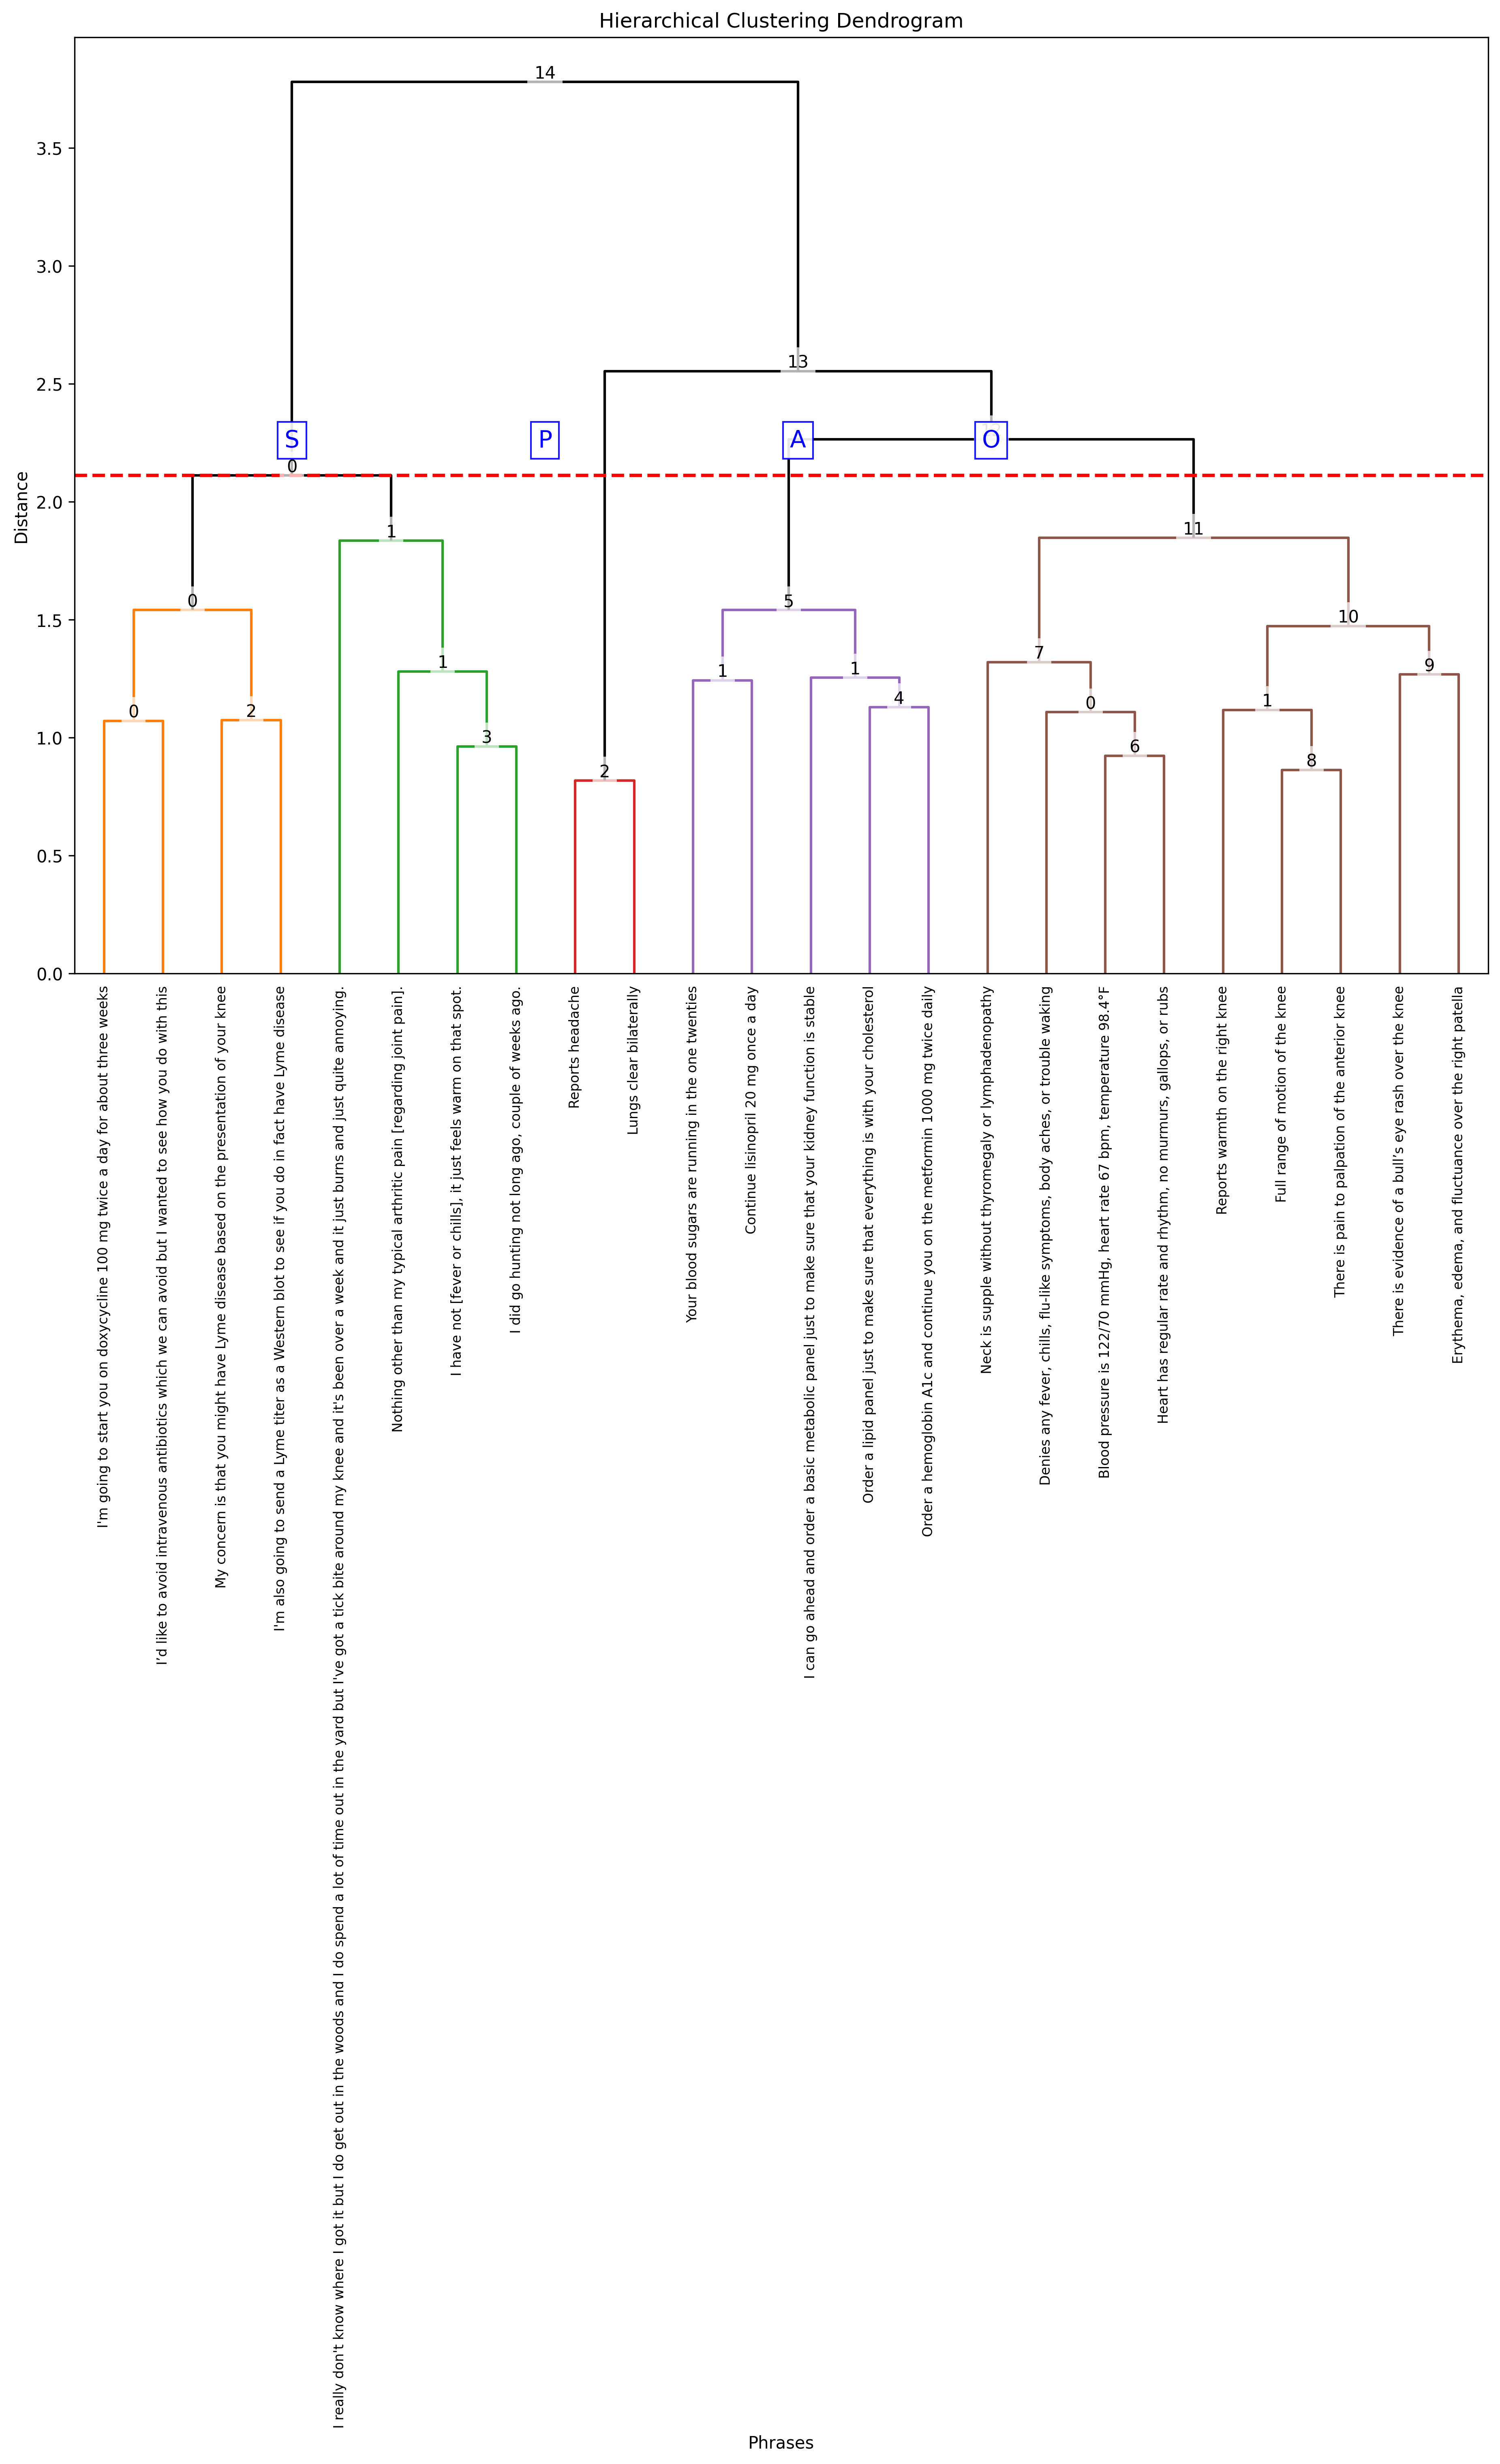 Hierarchical Clustering Dendrogram
14
3.5
3.0
13
2.5
S
P
A
O
0
Distance
2.0
1
11
0
5
1.5
10
1
7
1
1
9
0
2
3
4
0
6
1
8
1.0
2
0.5
0.0
I'm going to start you on doxycycline 100 mg twice a day for about three weeks
I’d like to avoid intravenous antibiotics which we can avoid but I wanted to see how you do with this
My concern is that you might have Lyme disease based on the presentation of your knee
I'm also going to send a Lyme titer as a Western blot to see if you do in fact have Lyme disease
I really don't know where I got it but I do get out in the woods and I do spend a lot of time out in the yard but I've got a tick bite around my knee and it's been over a week and it just burns and just quite annoying.
Nothing other than my typical arthritic pain [regarding joint pain].
I have not [fever or chills], it just feels warm on that spot.
I did go hunting not long ago, couple of weeks ago.
Reports headache
Lungs clear bilaterally
Your blood sugars are running in the one twenties
Continue lisinopril 20 mg once a day
I can go ahead and order a basic metabolic panel just to make sure that your kidney function is stable
Order a lipid panel just to make sure that everything is with your cholesterol
Order a hemoglobin A1c and continue you on the metformin 1000 mg twice daily
Neck is supple without thyromegaly or lymphadenopathy
Denies any fever, chills, flu-like symptoms, body aches, or trouble waking
Blood pressure is 122/70 mmHg, heart rate 67 bpm, temperature 98.4°F
Heart has regular rate and rhythm, no murmurs, gallops, or rubs
Reports warmth on the right knee
Full range of motion of the knee
There is pain to palpation of the anterior knee
There is evidence of a bull’s eye rash over the knee
Erythema, edema, and fluctuance over the right patella
Phrases